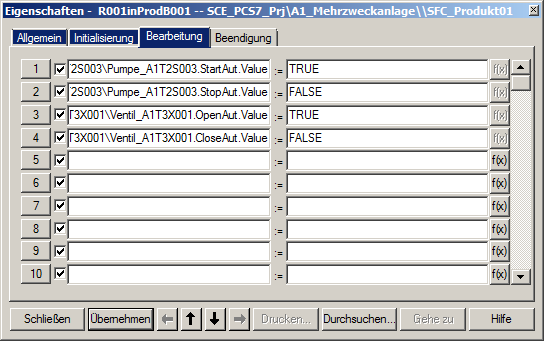 Eigenschaften - R001inProdB001 -- SCE_PCS7_Prj\A1_Mehrzweckanlage\\SFC_Produkt01
Allgemein Initialisierung Bearbeitung Beendigung
1 '2S003\Pumpe_A1T2S003.StartAut.Value := TRUE f(x)
2 '2S003\Pumpe_A1T2S003.StopAut.Value := FALSE f(x)
3 T3X001\Ventil_A1T3X001.OpenAut.Value := TRUE f(x)
4 T3X001\Ventil_A1T3X001.CloseAut.Value := FALSE f(x)
5 := f(x)
6 := f(x)
7 := f(x)
8 := f(x)
9 := f(x)
10 := f(x)
Schließen Übernehmen Drucken... Durchsuchen... Gehe zu Hilfe